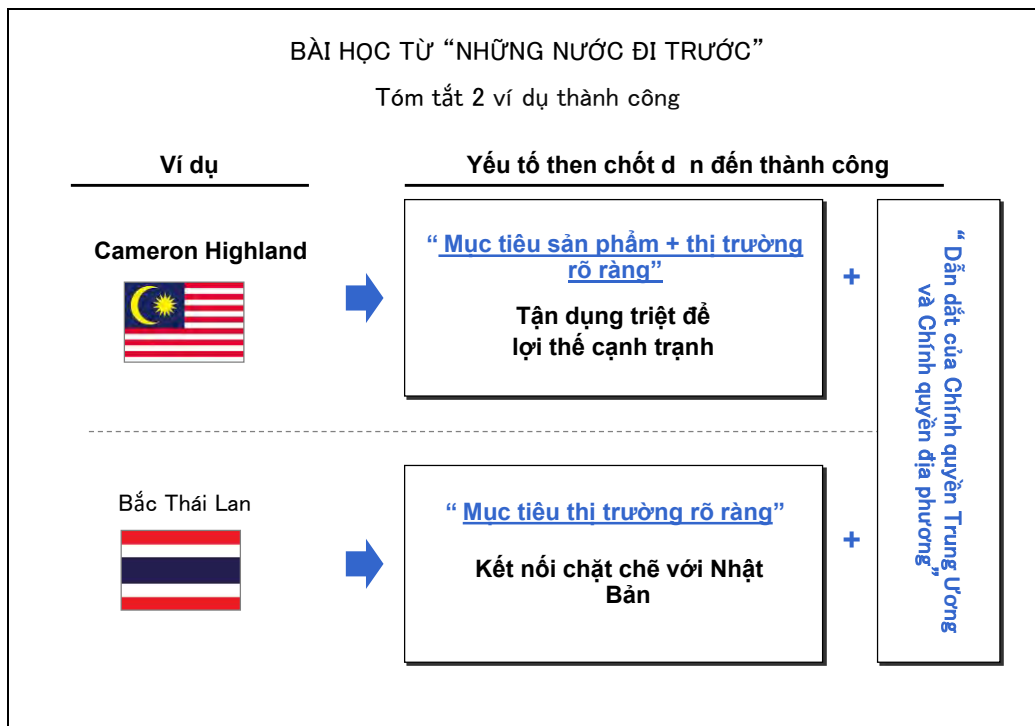 BÀI HỌC TỪ “NHỮNG NƯỚC ĐI TRƯỚC”
Tóm tắt 2 ví dụ thành công
Ví dụ
Yếu tố then chốt d n đến thành công
Cameron Highland
“ Mục tiêu sản phẩm + thị trường
rõ ràng”
Tận dụng triệt để
lợi thế cạnh trạnh
+
Bắc Thái Lan
“ Mục tiêu thị trường rõ ràng”
Kết nối chặt chẽ với Nhật
Bản
+
“ Dẫn dắt của Chính quyền Trung Ương
và Chính quyền địa phương”